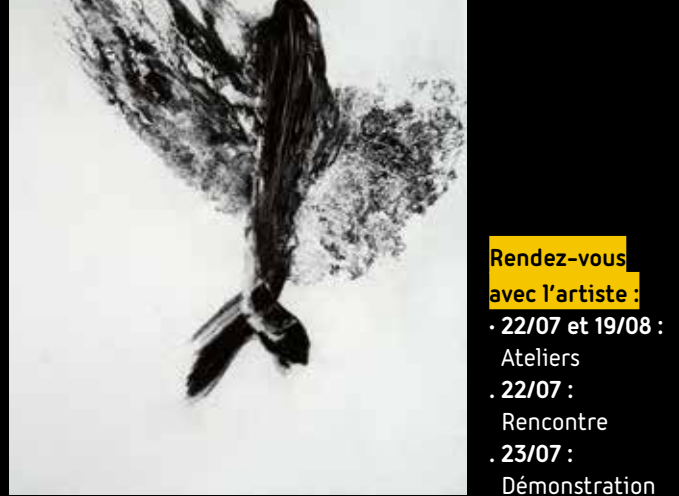 Rendez-vous
avec l'artiste :
· 22/07 et 19/08 :
Ateliers
. 22/07 :
Rencontre
. 23/07 :
Démonstration